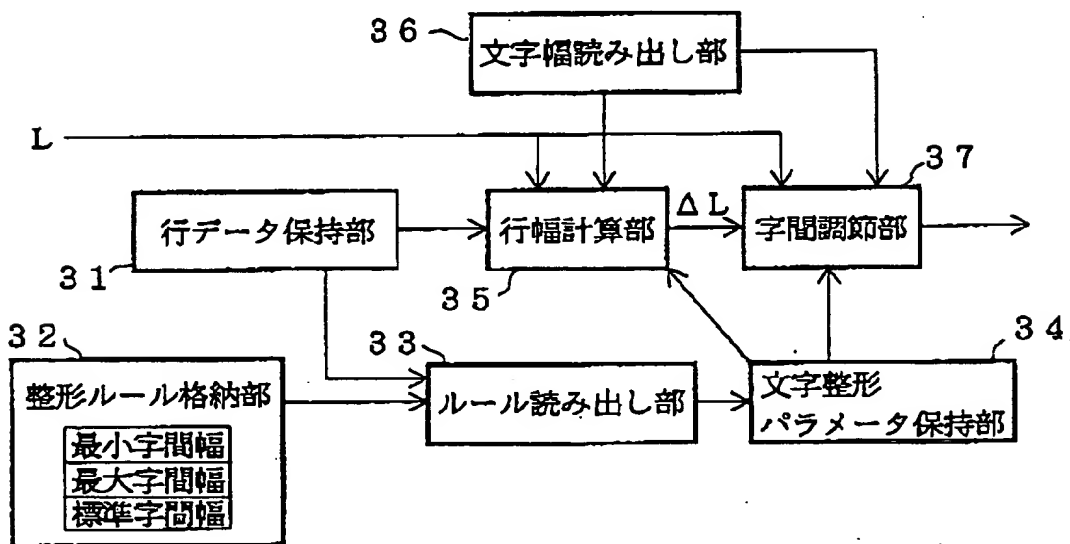 ３６
文字幅読み出し部
L
３７
行データ保持部
行幅計算部
ΔL
字間調節部
３１
３５
３２
３３
３４
整形ルール格納部
ルール読み出し部
文字整形
パラメータ保持部
最小字間幅
最大字間幅
標準字間幅